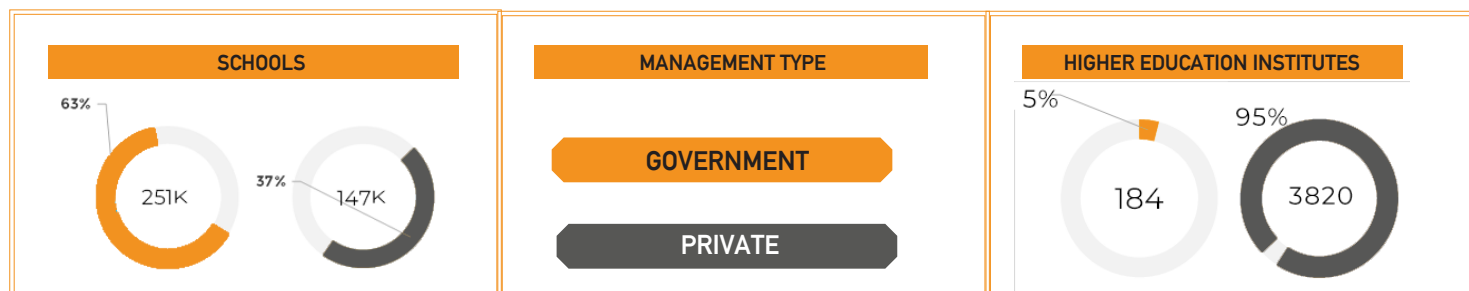 SCHOOLS
63%
251K
37%
147K
MANAGEMENT TYPE
GOVERNMENT
PRIVATE
HIGHER EDUCATION INSTITUTES
5%
184
95%
3820